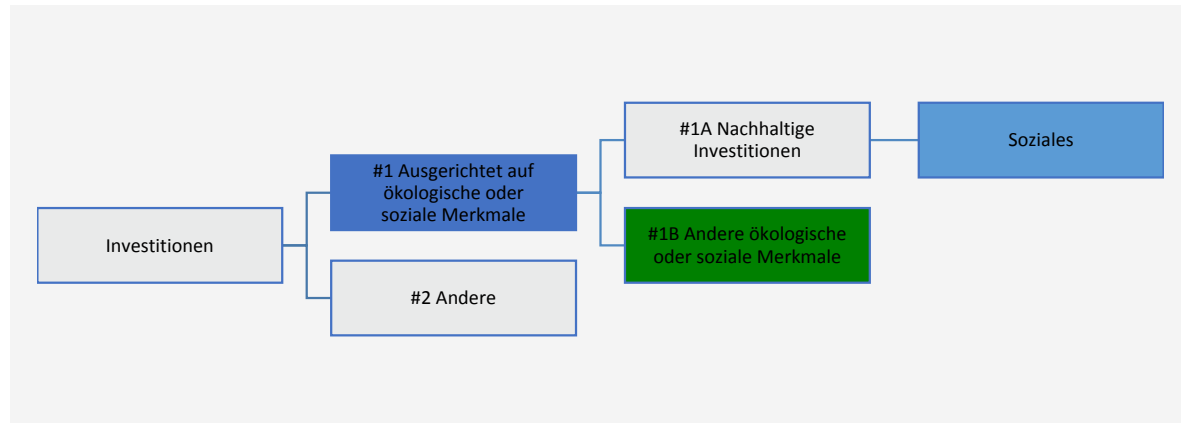 Investitionen
#1 Ausgerichtet auf
ökologische oder
soziale Merkmale
#2 Andere
#1A Nachhaltige
Investitionen
#1B Andere ökologische
oder soziale Merkmale
Soziales